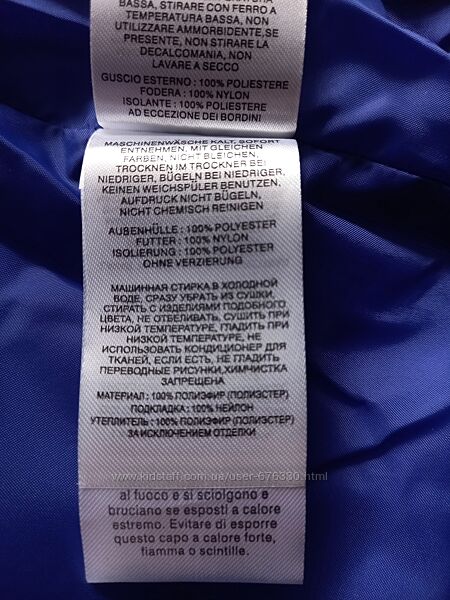 BASSA, STIRARE CON FERRO A
TEMPERATURA BASSA, NON
UTILIZZARE AMMORBIDENTE,SE
PRESENTE, NON STIRARE LA
DECALCOMANIA, NON
LAVARE A SECCO
GUSCIO ESTERNO : 100% POLIESTERE
FODERA : 100% NYLON
ISOLANTE : 100% POLIESTERE
AD ECCEZIONE DEI BORDINI
MASCHINENWÄSCHE KALT, SOFORT
ENTNEHMEN, MIT GLEICHEN
FARBEN, NICHT BLEICHEN,
TROCKNEN IM TROCKNER BEI
NIEDRIGER, BÜGELN BEI NIEDRIGER,
KEINEN WEICHSPÜLER BENUTZEN,
AUFDRUCK NICHT BÜGELN,
NICHT CHEMISCH REINIGEN
AUßENHÜLLE : 100% POLYESTER
FUTTER : 100% NYLON
ISOLIERUNG : 100% POLYESTER
OHNE VERZIERUNG
МАШИННАЯ СТИРКА В ХОЛОДНОЙ
ВОДЕ, СРАЗУ УБРАТЬ ИЗ СУШКИ,
СТИРАТЬ С ИЗДЕЛИЯМИ ПОДОБНОГО
ЦВЕТА, НЕ ОТБЕЛИВАТЬ, СУШИТЬ ПРИ
НИЗКОЙ ТЕМПЕРАТУРЕ, ГЛАДИТЬ ПРИ
НИЗКОЙ ТЕМПЕРАТУРЕ, НЕ
ИСПОЛЬЗОВАТЬ КОНДИЦИОНЕР ДЛЯ
ТКАНЕЙ, ЕСЛИ ЕСТЬ, НЕ ГЛАДИТЬ
ПЕРЕВОДНЫЕ РИСУНКИ,ХИМЧИСТКА
ЗАПРЕЩЕНА
МАТЕРИАЛ : 100% ПОЛИЭФИР (ПОЛИЭСТЕР)
ПОДКЛАДКА : 100% НЕЙЛОН
УТЕПЛИТЕЛЬ : 100% ПОЛИЭФИР (ПОЛИЭСТЕР)
ЗА ИСКЛЮЧЕНИЕМ ОТДЕЛКИ
www.kidstaff.com.ua/user-676330.html
al fuoco e si sciolgono e
bruciano se esposti a calore
estremo. Evitare di esporre
questo capo a calore forte,
fiamma o scintille.